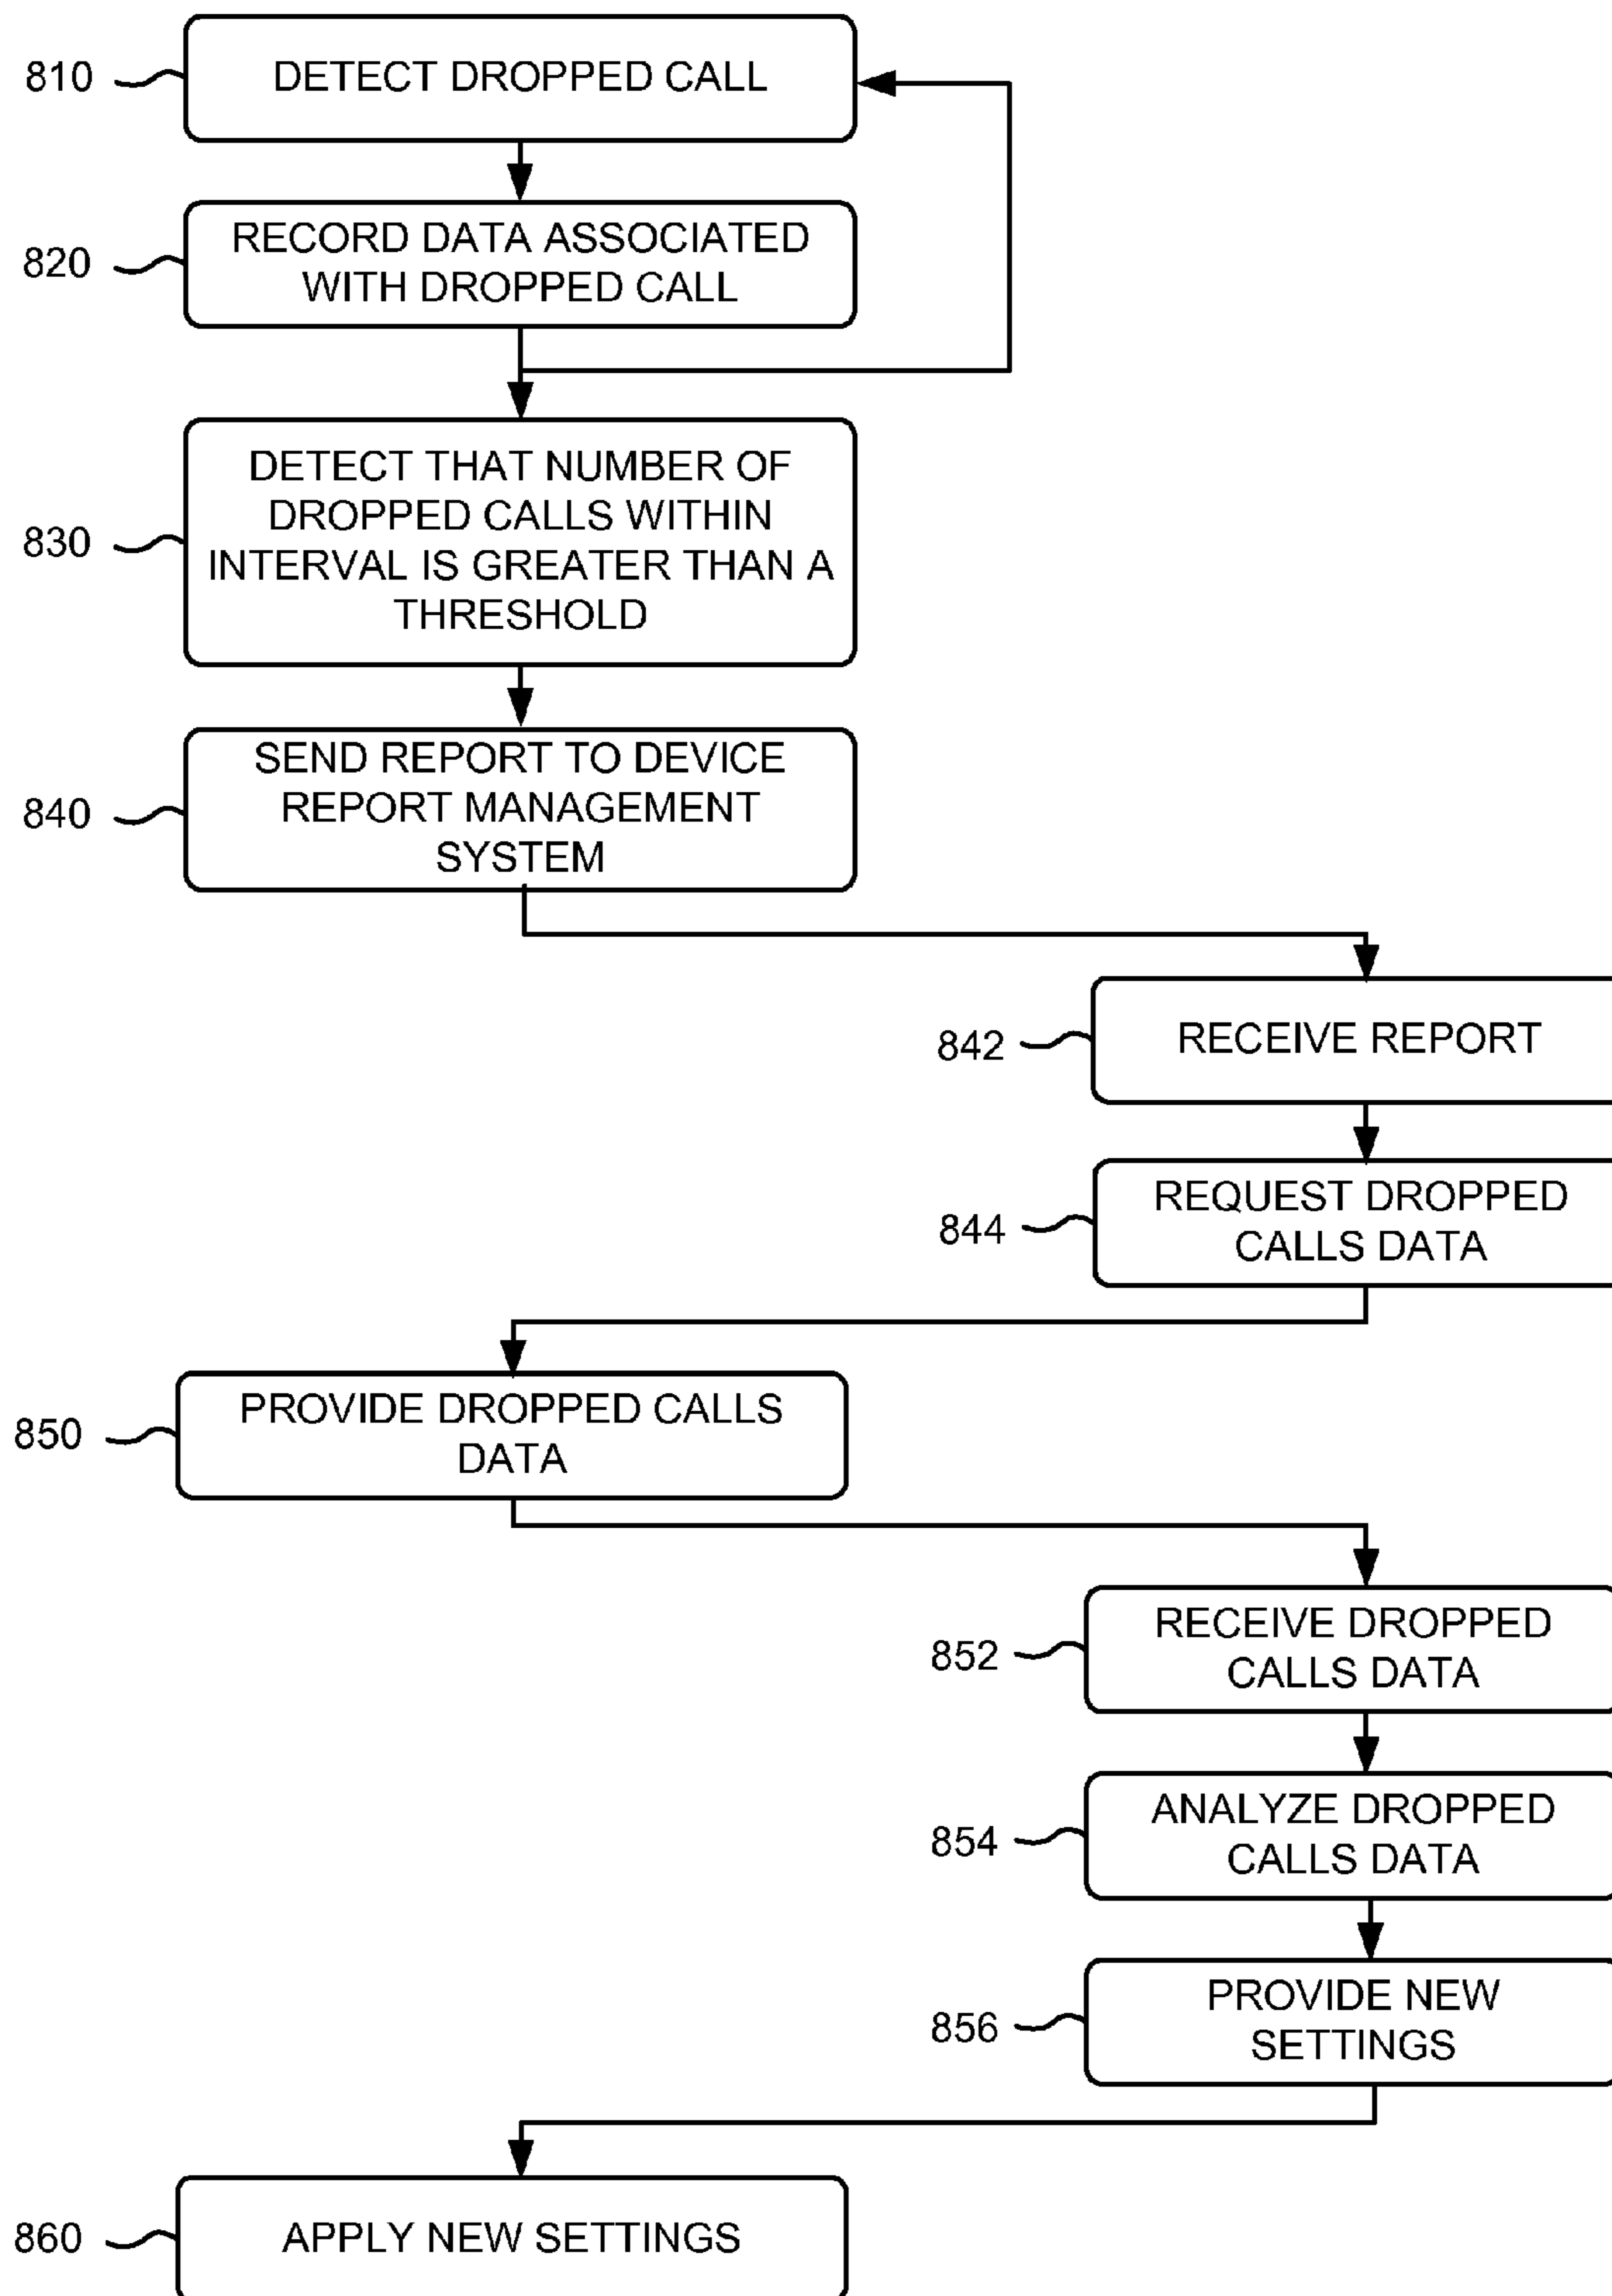 810
DETECT DROPPED CALL
820
RECORD DATA ASSOCIATED
WITH DROPPED CALL
830
DETECT THAT NUMBER OF
DROPPED CALLS WITHIN
INTERVAL IS GREATER THAN A
THRESHOLD
840
SEND REPORT TO DEVICE
REPORT MANAGEMENT
SYSTEM
842
RECEIVE REPORT
844
REQUEST DROPPED
CALLS DATA
850
PROVIDE DROPPED CALLS
DATA
852
RECEIVE DROPPED
CALLS DATA
854
ANALYZE DROPPED
CALLS DATA
856
PROVIDE NEW
SETTINGS
860
APPLY NEW SETTINGS